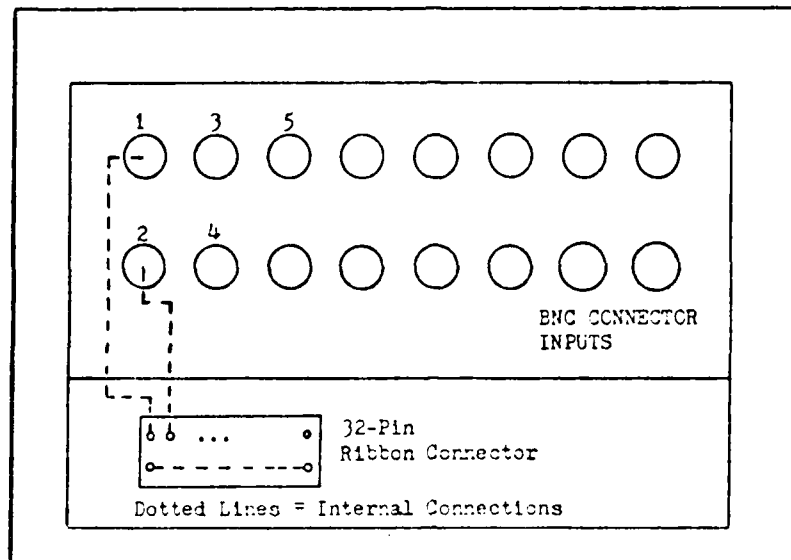 1 3 5
2 4
BNC CONNECTOR
INPUTS
32-Pin
Ribbon Connector
...
Dotted Lines = Internal Connections